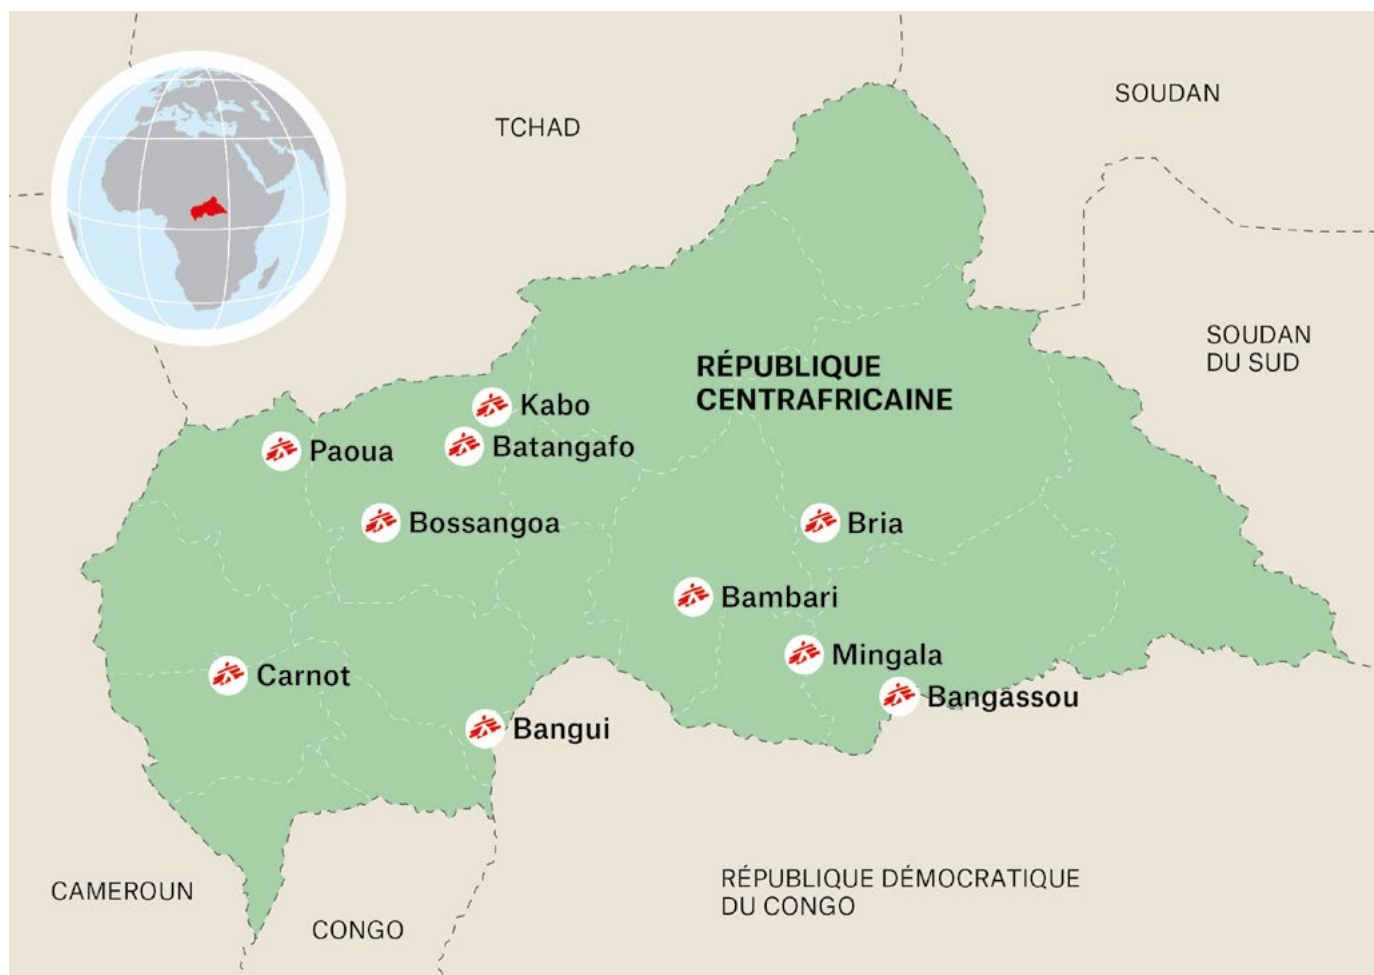 TCHAD
SOUDAN
SOUDAN
DU SUD
RÉPUBLIQUE
CENTRAFRICAINE
Kabo
Batangafo
Paoua
Bossangoa
Bria
Bambari
Mingala
Carnot
Bangassou
Bangui
CAMEROUN
CONGO
RÉPUBLIQUE DÉMOCRATIQUE
DU CONGO